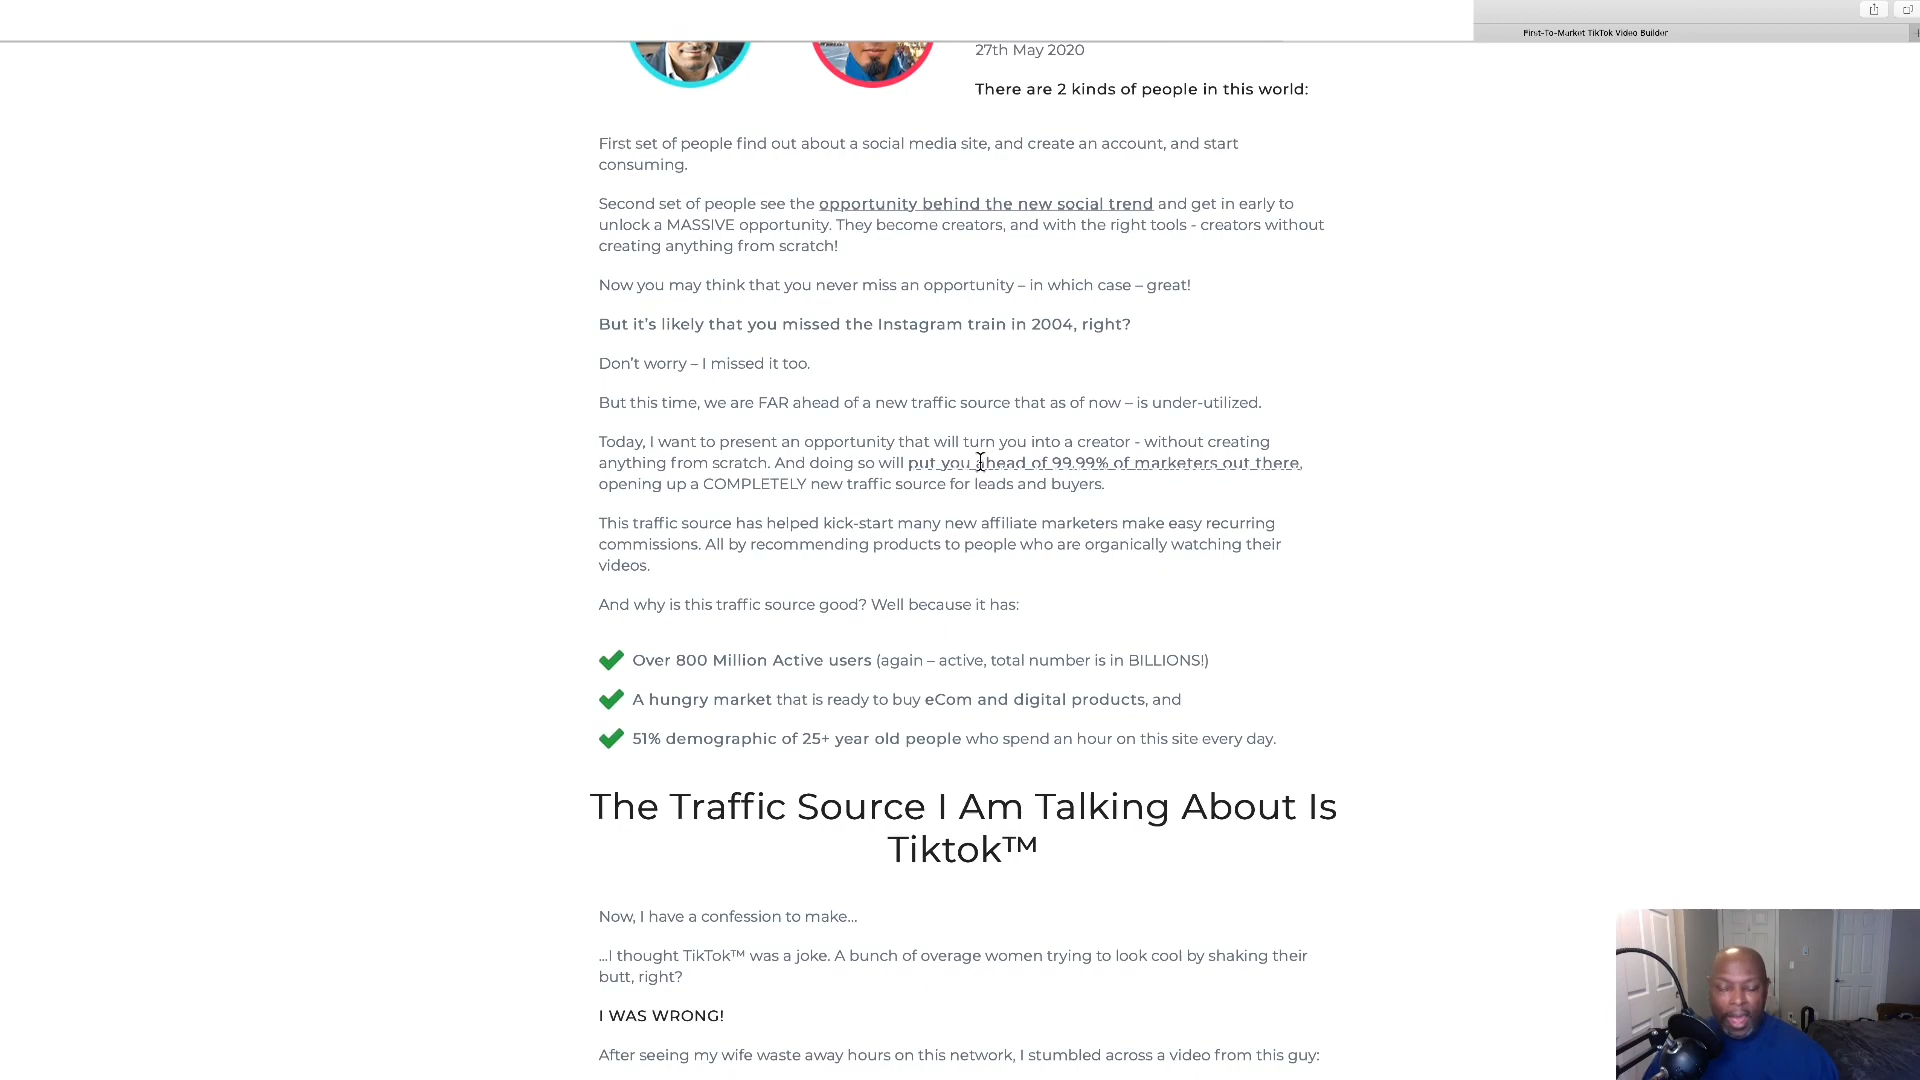 First-To-Market TikTok Video Builder
27th May 2020
There are 2 kinds of people in this world:
First set of people find out about a social media site, and create an account, and start
consuming.
Second set of people see the opportunity behind the new social trend and get in early to
unlock a MASSIVE opportunity. They become creators, and with the right tools - creators without
creating anything from scratch!
Now you may think that you never miss an opportunity – in which case – great!
But it’s likely that you missed the Instagram train in 2004, right?
Don’t worry – I missed it too.
But this time, we are FAR ahead of a new traffic source that as of now – is under-utilized.
Today, I want to present an opportunity that will turn you into a creator - without creating
anything from scratch. And doing so will put you ahead of 99.99% of marketers out there,
opening up a COMPLETELY new traffic source for leads and buyers.
This traffic source has helped kick-start many new affiliate marketers make easy recurring
commissions. All by recommending products to people who are organically watching their
videos.
And why is this traffic source good? Well because it has:
Over 800 Million Active users (again – active, total number is in BILLIONS!)
A hungry market that is ready to buy eCom and digital products, and
51% demographic of 25+ year old people who spend an hour on this site every day.
The Traffic Source I Am Talking About Is
Tiktok™
Now, I have a confession to make...
...I thought TikTok™ was a joke. A bunch of overage women trying to look cool by shaking their
butt, right?
I WAS WRONG!
After seeing my wife waste away hours on this network, I stumbled across a video from this guy: